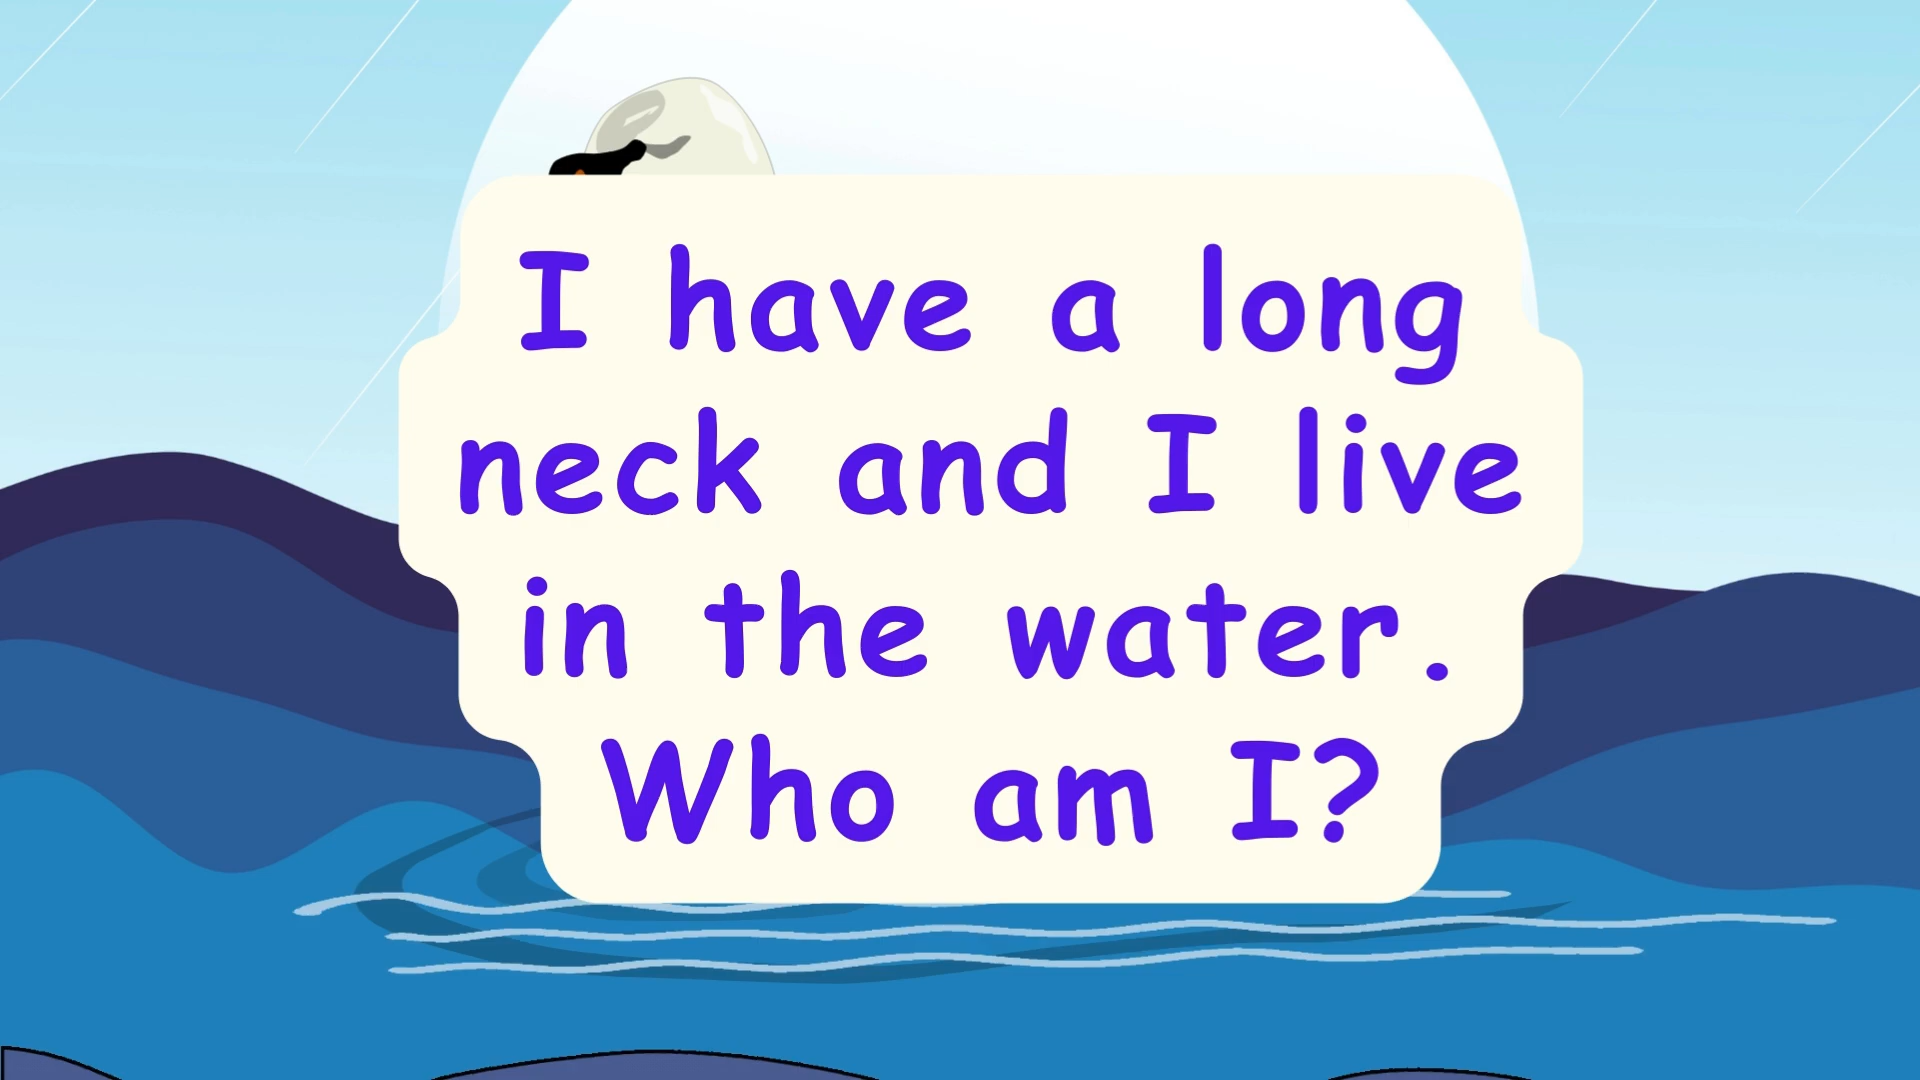 I have a long
neck and I live
in the water.
Who am I?